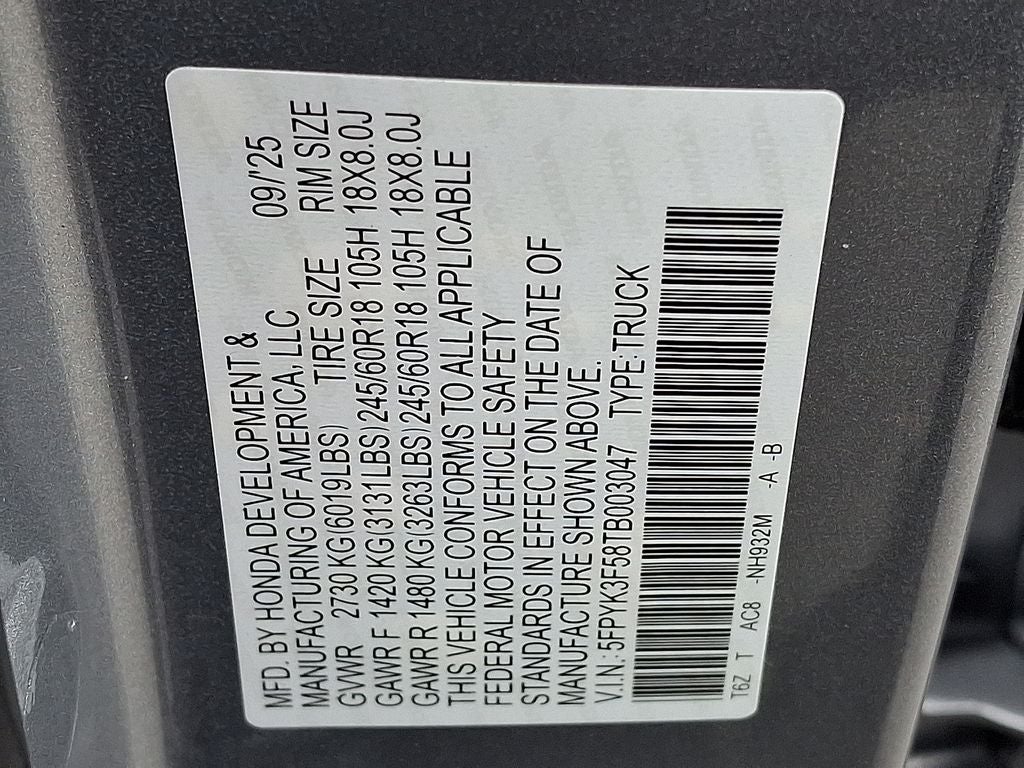 MFD. BY HONDA DEVELOPMENT &
MANUFACTURING OF AMERICA, LLC 09/'25
GVWR 2730 KG(6019LBS) TIRE SIZE RIM SIZE
GAWR F 1420 KG(3131LBS) 245/60R18 105H 18X8.0J
GAWR R 1480 KG(3263LBS) 245/60R18 105H 18X8.0J
THIS VEHICLE CONFORMS TO ALL APPLICABLE
FEDERAL MOTOR VEHICLE SAFETY
STANDARDS IN EFFECT ON THE DATE OF
MANUFACTURE SHOWN ABOVE.
V.I.N.: 5FPYK3F58TB003047 TYPE:TRUCK
T6Z T AC8 -NH932M -A -B